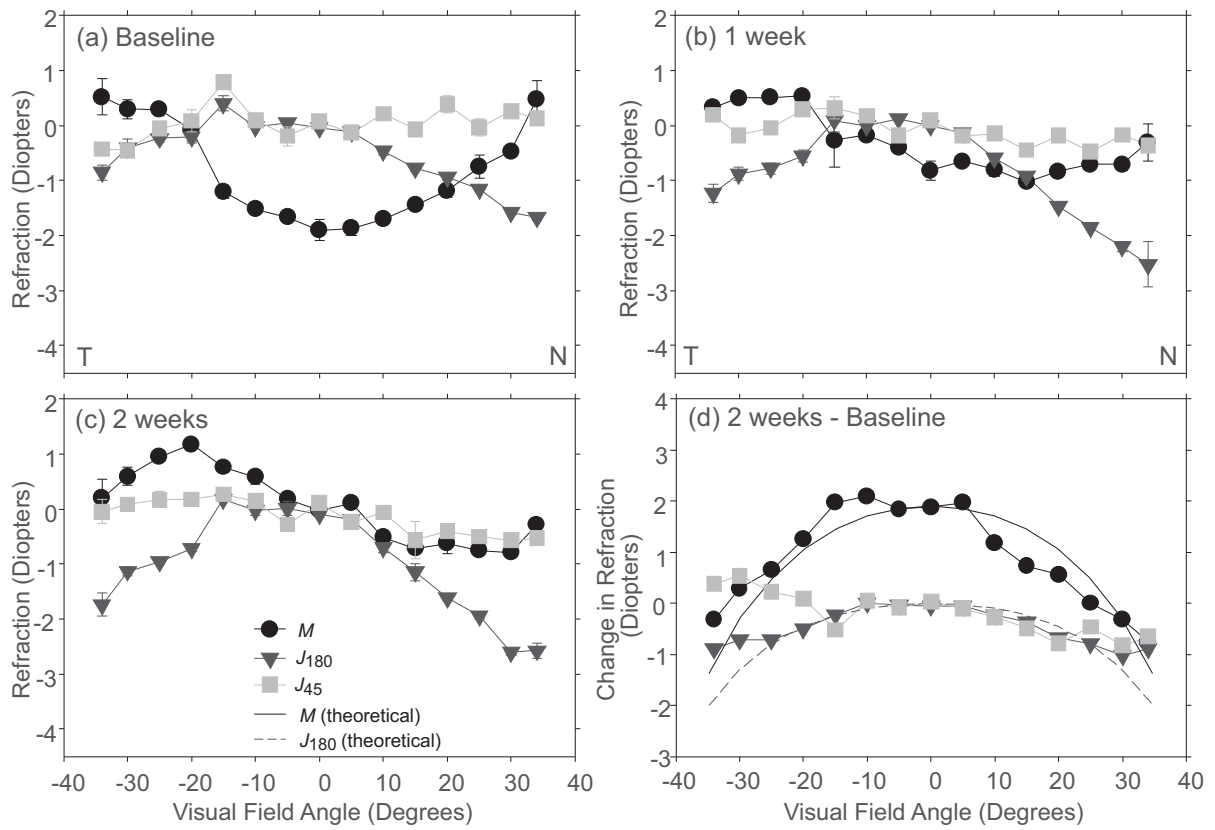 (a) Baseline
Refraction (Diopters)
2
1
0
-1
-2
-3
-4
T
N
(b) 1 week
Refraction (Diopters)
2
1
0
-1
-2
-3
-4
T
N
(c) 2 weeks
Refraction (Diopters)
2
1
0
-1
-2
-3
-4
M
J180
J45
M (theoretical)
J180 (theoretical)
-40 -30 -20 -10 0 10 20 30 40
Visual Field Angle (Degrees)
(d) 2 weeks - Baseline
Change in Refraction
(Diopters)
4
3
2
1
0
-1
-2
-3
-40 -30 -20 -10 0 10 20 30 40
Visual Field Angle (Degrees)